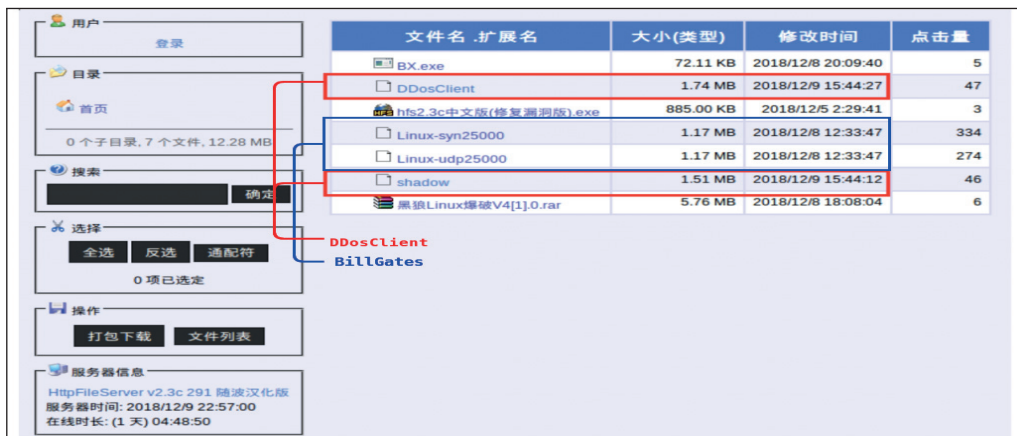 用户
登录
目录
首页
0 个子目录, 7 个文件, 12.28 MB
搜索
确定
选择
全选 反选 通配符
0 项已选定
操作
打包下载 文件列表
服务器信息
HttpFileServer v2.3c 291 随波汉化版
服务器时间: 2018/12/9 22:57:00
在线时长: (1 天) 04:48:50
文件名 .扩展名 大小(类型) 修改时间 点击量
BX.exe 72.11 KB 2018/12/8 20:09:40 5
DDosClient 1.74 MB 2018/12/9 15:44:27 47
hfs2.3c中文版(修复漏洞版).exe 885.00 KB 2018/12/5 2:29:41 3
Linux-syn25000 1.17 MB 2018/12/8 12:33:47 334
Linux-udp25000 1.17 MB 2018/12/8 12:33:47 274
shadow 1.51 MB 2018/12/9 15:44:12 46
黑狼Linux爆破V4[1].0.rar 5.76 MB 2018/12/8 18:08:04 6
DDosClient
BillGates